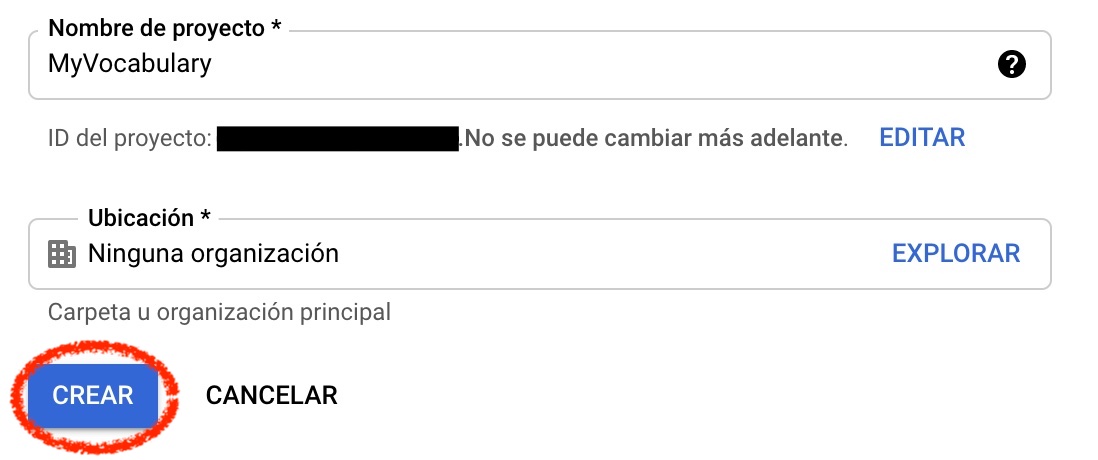 Nombre de proyecto *
MyVocabulary
?
ID del proyecto: .No se puede cambiar más adelante. EDITAR
Ubicación *
Ninguna organización EXPLORAR
Carpeta u organización principal
CREAR CANCELAR